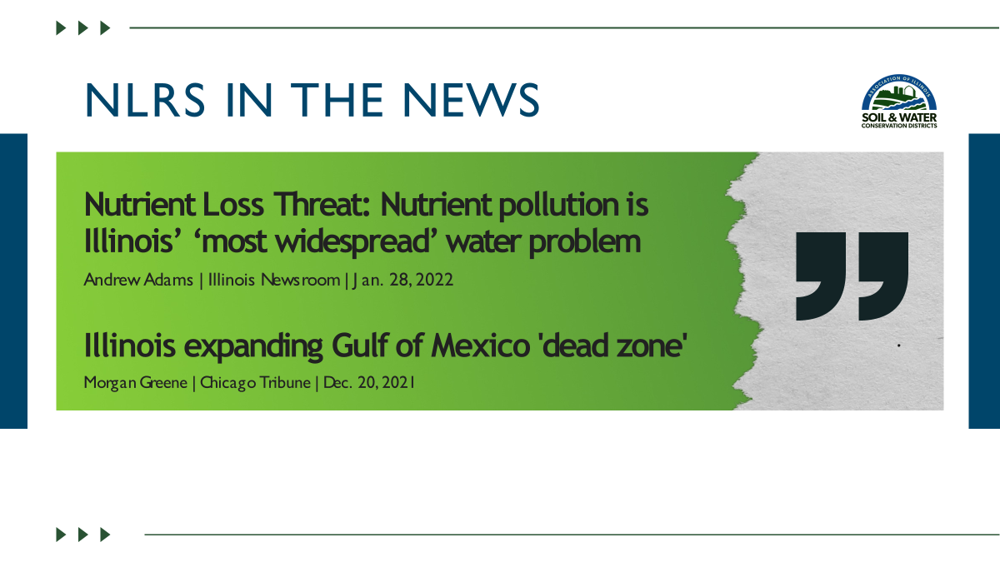 NLRS IN THE NEWS
ASSOCIATION OF ILLINOIS
SOIL & WATER
CONSERVATION DISTRICTS
Nutrient Loss Threat: Nutrient pollution is
Illinois’ ‘most widespread’ water problem
Andrew Adams | Illinois Newsroom | Jan. 28, 2022
Illinois expanding Gulf of Mexico 'dead zone'
Morgan Greene | Chicago Tribune | Dec. 20, 2021
”